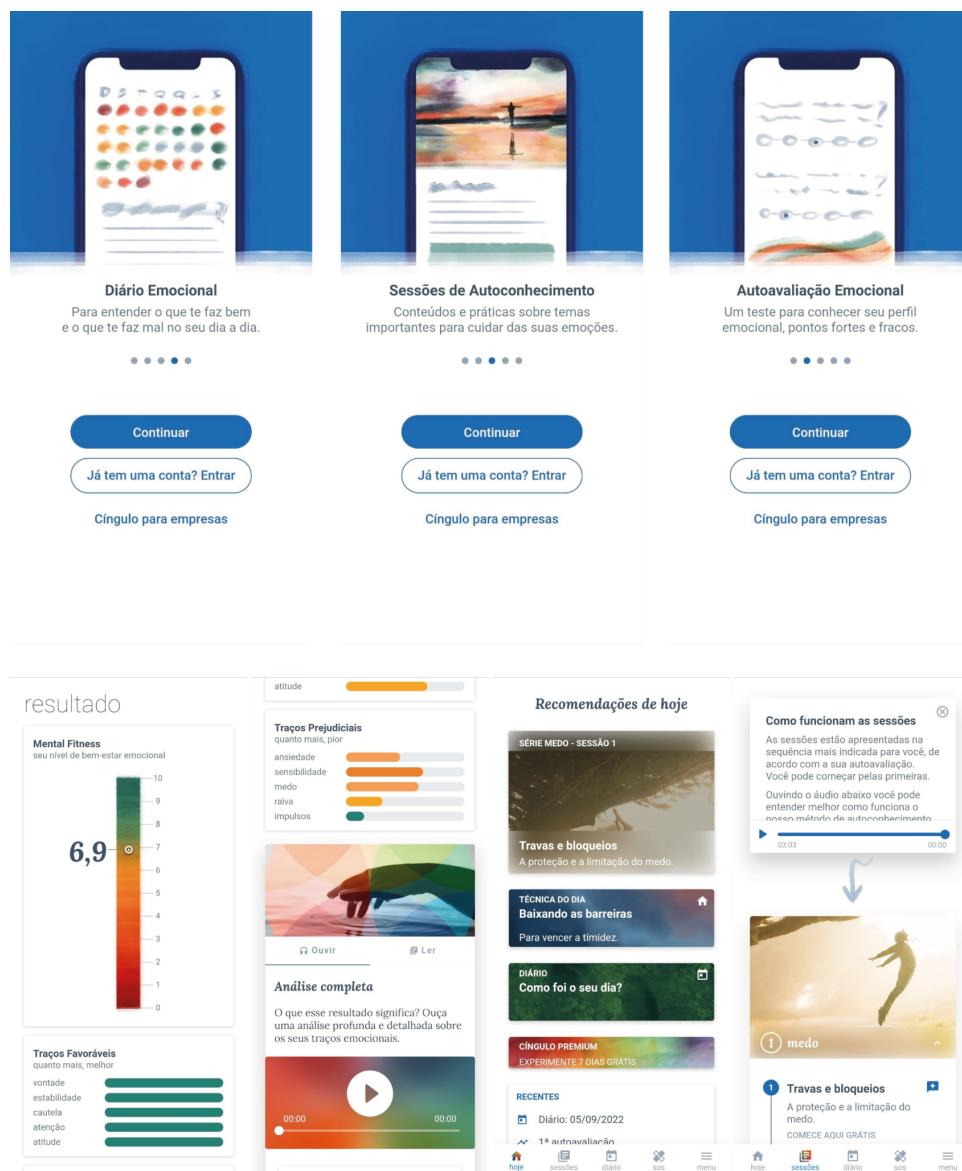 D S T Q Q S S
Diário Emocional
Para entender o que te faz bem
e o que te faz mal no seu dia a dia.
Continuar
Já tem uma conta? Entrar
Cíngulo para empresas
Sessões de Autoconhecimento
Conteúdos e práticas sobre temas
importantes para cuidar das suas emoções.
Continuar
Já tem uma conta? Entrar
Cíngulo para empresas
Autoavaliação Emocional
Um teste para conhecer seu perfil
emocional, pontos fortes e fracos.
Continuar
Já tem uma conta? Entrar
Cíngulo para empresas
resultado
Mental Fitness
seu nível de bem-estar emocional
10
9
8
6,9
7
6
5
4
3
2
1
0
Traços Favoráveis
quanto mais, melhor
vontade
estabilidade
cautela
atenção
atitude
atitude
Traços Prejudiciais
quanto mais, pior
ansiedade
sensibilidade
medo
raiva
impulsos
Ouvir
Ler
Análise completa
O que esse resultado significa? Ouça
uma análise profunda e detalhada sobre
os seus traços emocionais.
00:00
00:00
Recomendações de hoje
SÉRIE MEDO - SESSÃO 1
Travas e bloqueios
A proteção e a limitação do medo.
TÉCNICA DO DIA
Baixando as barreiras
Para vencer a timidez.
DIÁRIO
Como foi o seu dia?
CÍNGULO PREMIUM
EXPERIMENTE 7 DIAS GRÁTIS
RECENTES
Diário: 05/09/2022
1ª autoavaliação
hoje
sessões
diário
sos
menu
Como funcionam as sessões
As sessões estão apresentadas na
sequência mais indicada para você, de
acordo com a sua autoavaliação.
Você pode começar pelas primeiras.
Ouvindo o áudio abaixo você pode
entender melhor como funciona o
nosso método de autoconhecimento
03:03
00:00
1 medo
1 Travas e bloqueios
A proteção e a limitação do
medo.
COMECE AQUI GRÁTIS
hoje
sessões
diário
sos
menu